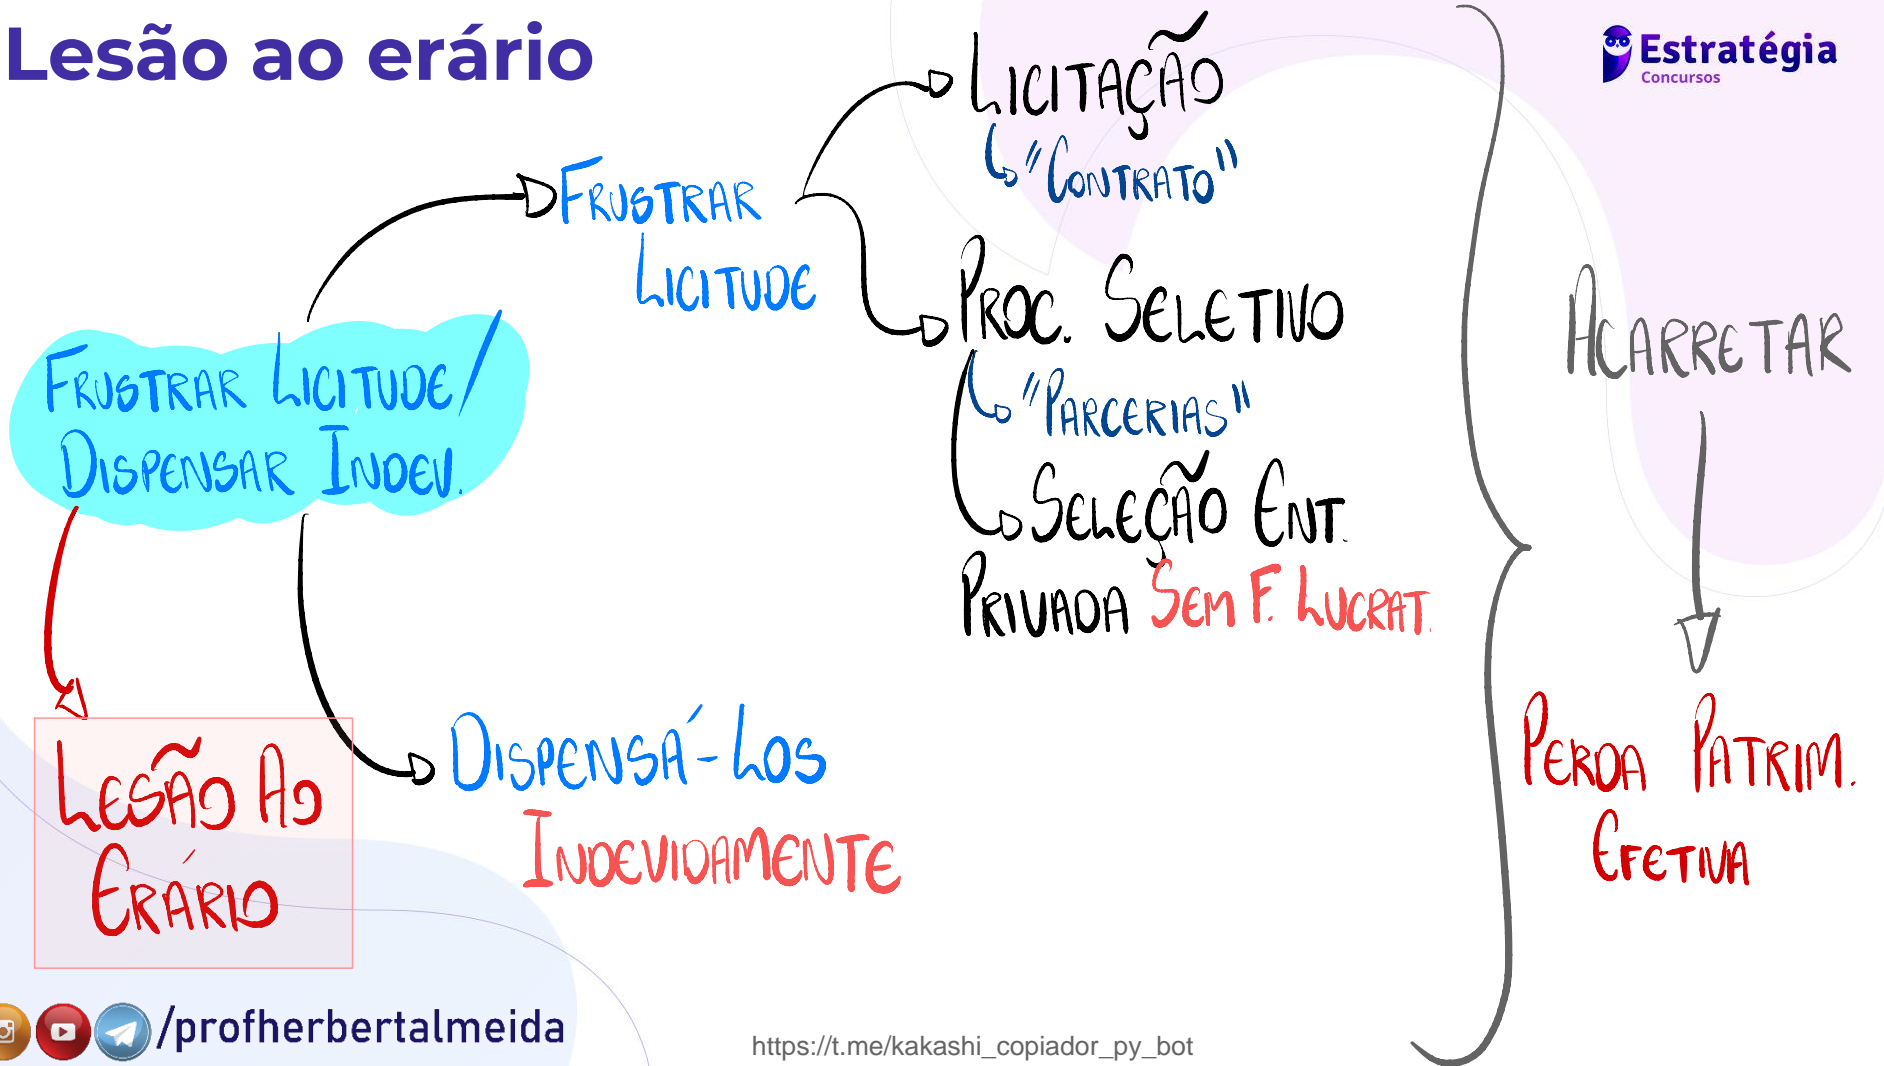 Lesão ao erário
Estratégia
Concursos
LICITAÇÃO
"CONTRATO"
FRUSTRAR
LICITUDE
PROC. SELETIVO
"PARCERIAS"
SELEÇÃO ENT.
PRIVADA SEM F. LUCRAT.
FRUSTRAR LICITUDE/
DISPENSAR INDEV.
ACARRETAR
PERDA PATRIM.
EFETIVA
DISPENSÁ-LOS
INDEVIDAMENTE
LESÃO AO
ERÁRIO
/profherbertalmeida
https://t.me/kakashi_copiador_py_bot